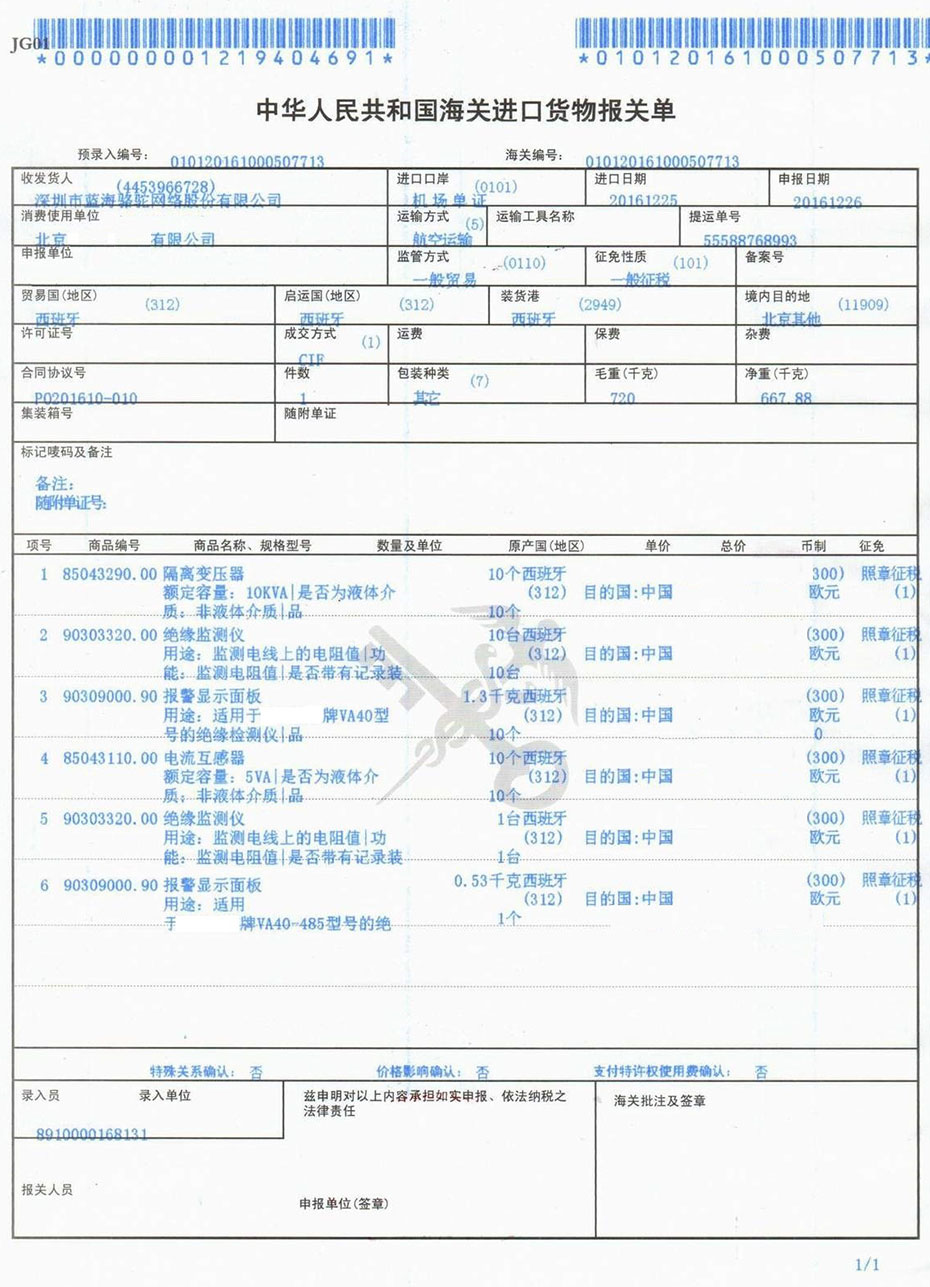 JG01
*000000001219404691*
*010120161000507713*
中华人民共和国海关进口货物报关单
预录入编号： 010120161000507713 海关编号： 010120161000507713
收发货人 (4453966728) 进口口岸 (0101) 进口日期 申报日期
深圳市蓝海骆驼网络股份有限公司 机场单证 20161225 20161226
消费使用单位 运输方式 (5) 运输工具名称 提运单号
北京 有限公司 航空运输 55588768993
申报单位 监管方式 (0110) 征免性质 (101) 备案号
一般贸易 一般征税
贸易国(地区) (312) 启运国(地区) (312) 装货港 (2949) 境内目的地 (11909)
西班牙 西班牙 西班牙 北京其他
许可证号 成交方式 (1) 运费 保费 杂费
CIF
合同协议号 件数 包装种类 (7) 毛重(千克) 净重(千克)
PO201610-010 1 其它 720 667.88
集装箱号 随附单证
标记唛码及备注
备注：
随附单证号:
项号 商品编号 商品名称、规格型号 数量及单位 原产国(地区) 单价 总价 币制 征免
1 85043290.00 隔离变压器 10个西班牙 300) 照章征税
额定容量：10KVA|是否为液体介 (312) 目的国:中国 欧元 (1)
质：非液体介质|品 10个
2 90303320.00 绝缘监测仪 10台西班牙 (300) 照章征税
用途：监测电线上的电阻值|功 (312) 目的国:中国 欧元 (1)
能：监测电阻值|是否带有记录装 10台
3 90309000.90 报警显示面板 1.3千克西班牙 (300) 照章征税
用途：适用于 牌VA40型 (312) 目的国:中国 欧元 (1)
号的绝缘检测仪|品 10个 0
4 85043110.00 电流互感器 10个西班牙 (300) 照章征税
额定容量：5VA|是否为液体介 (312) 目的国:中国 欧元 (1)
质：非液体介质|品 10个
5 90303320.00 绝缘监测仪 1台西班牙 (300) 照章征税
用途：监测电线上的电阻值|功 (312) 目的国:中国 欧元 (1)
能：监测电阻值|是否带有记录装 1台
6 90309000.90 报警显示面板 0.53千克西班牙 (300) 照章征税
用途：适用 (312) 目的国:中国 欧元 (1)
于 牌VA40-485型号的绝 1个
特殊关系确认： 否 价格影响确认： 否 支付特许权使用费确认： 否
录入员 录入单位 兹申明对以上内容承担如实申报、依法纳税之 海关批注及签章
法律责任
8910000168131
报关人员
申报单位(签章)
1/1